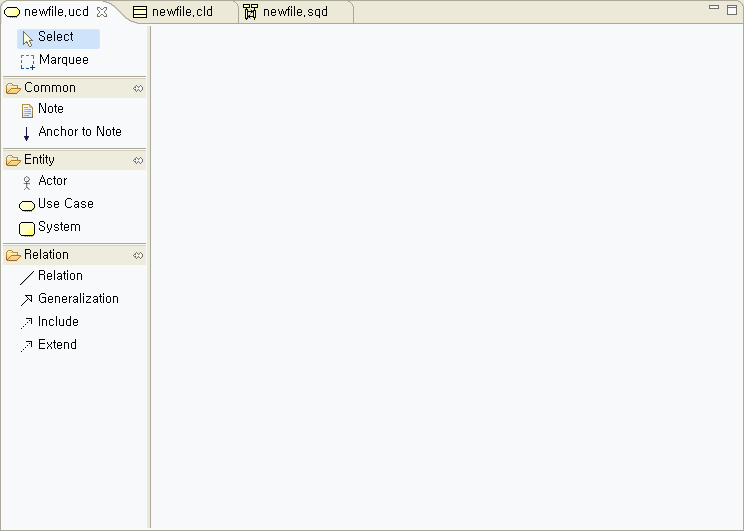 newfile.ucd
newfile.cld
newfile.sqd
Select
Marquee
Common
Note
Anchor to Note
Entity
Actor
Use Case
System
Relation
Relation
Generalization
Include
Extend